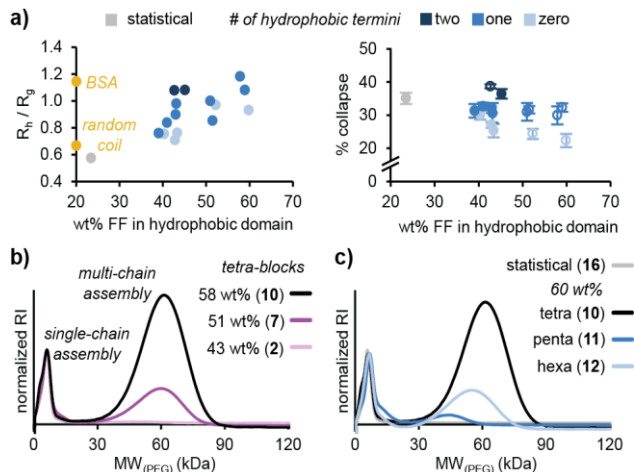 a)
statistical
# of hydrophobic termini
two
one
zero
1.4
1.2
1.0
0.8
0.6
0.4
R_h / R_g
BSA
random
coil
20 30 40 50 60 70
wt% FF in hydrophobic domain
50
40
30
20
0
% collapse
20 30 40 50 60 70
wt% FF in hydrophobic domain
b)
multi-chain
assembly
single-chain
assembly
tetra-blocks
58 wt% (10)
51 wt% (7)
43 wt% (2)
normalized RI
0 30 60 90 120
MW(PEG) (kDa)
c)
statistical (16)
60 wt%
tetra (10)
penta (11)
hexa (12)
normalized RI
0 30 60 90 120
MW(PEG) (kDa)